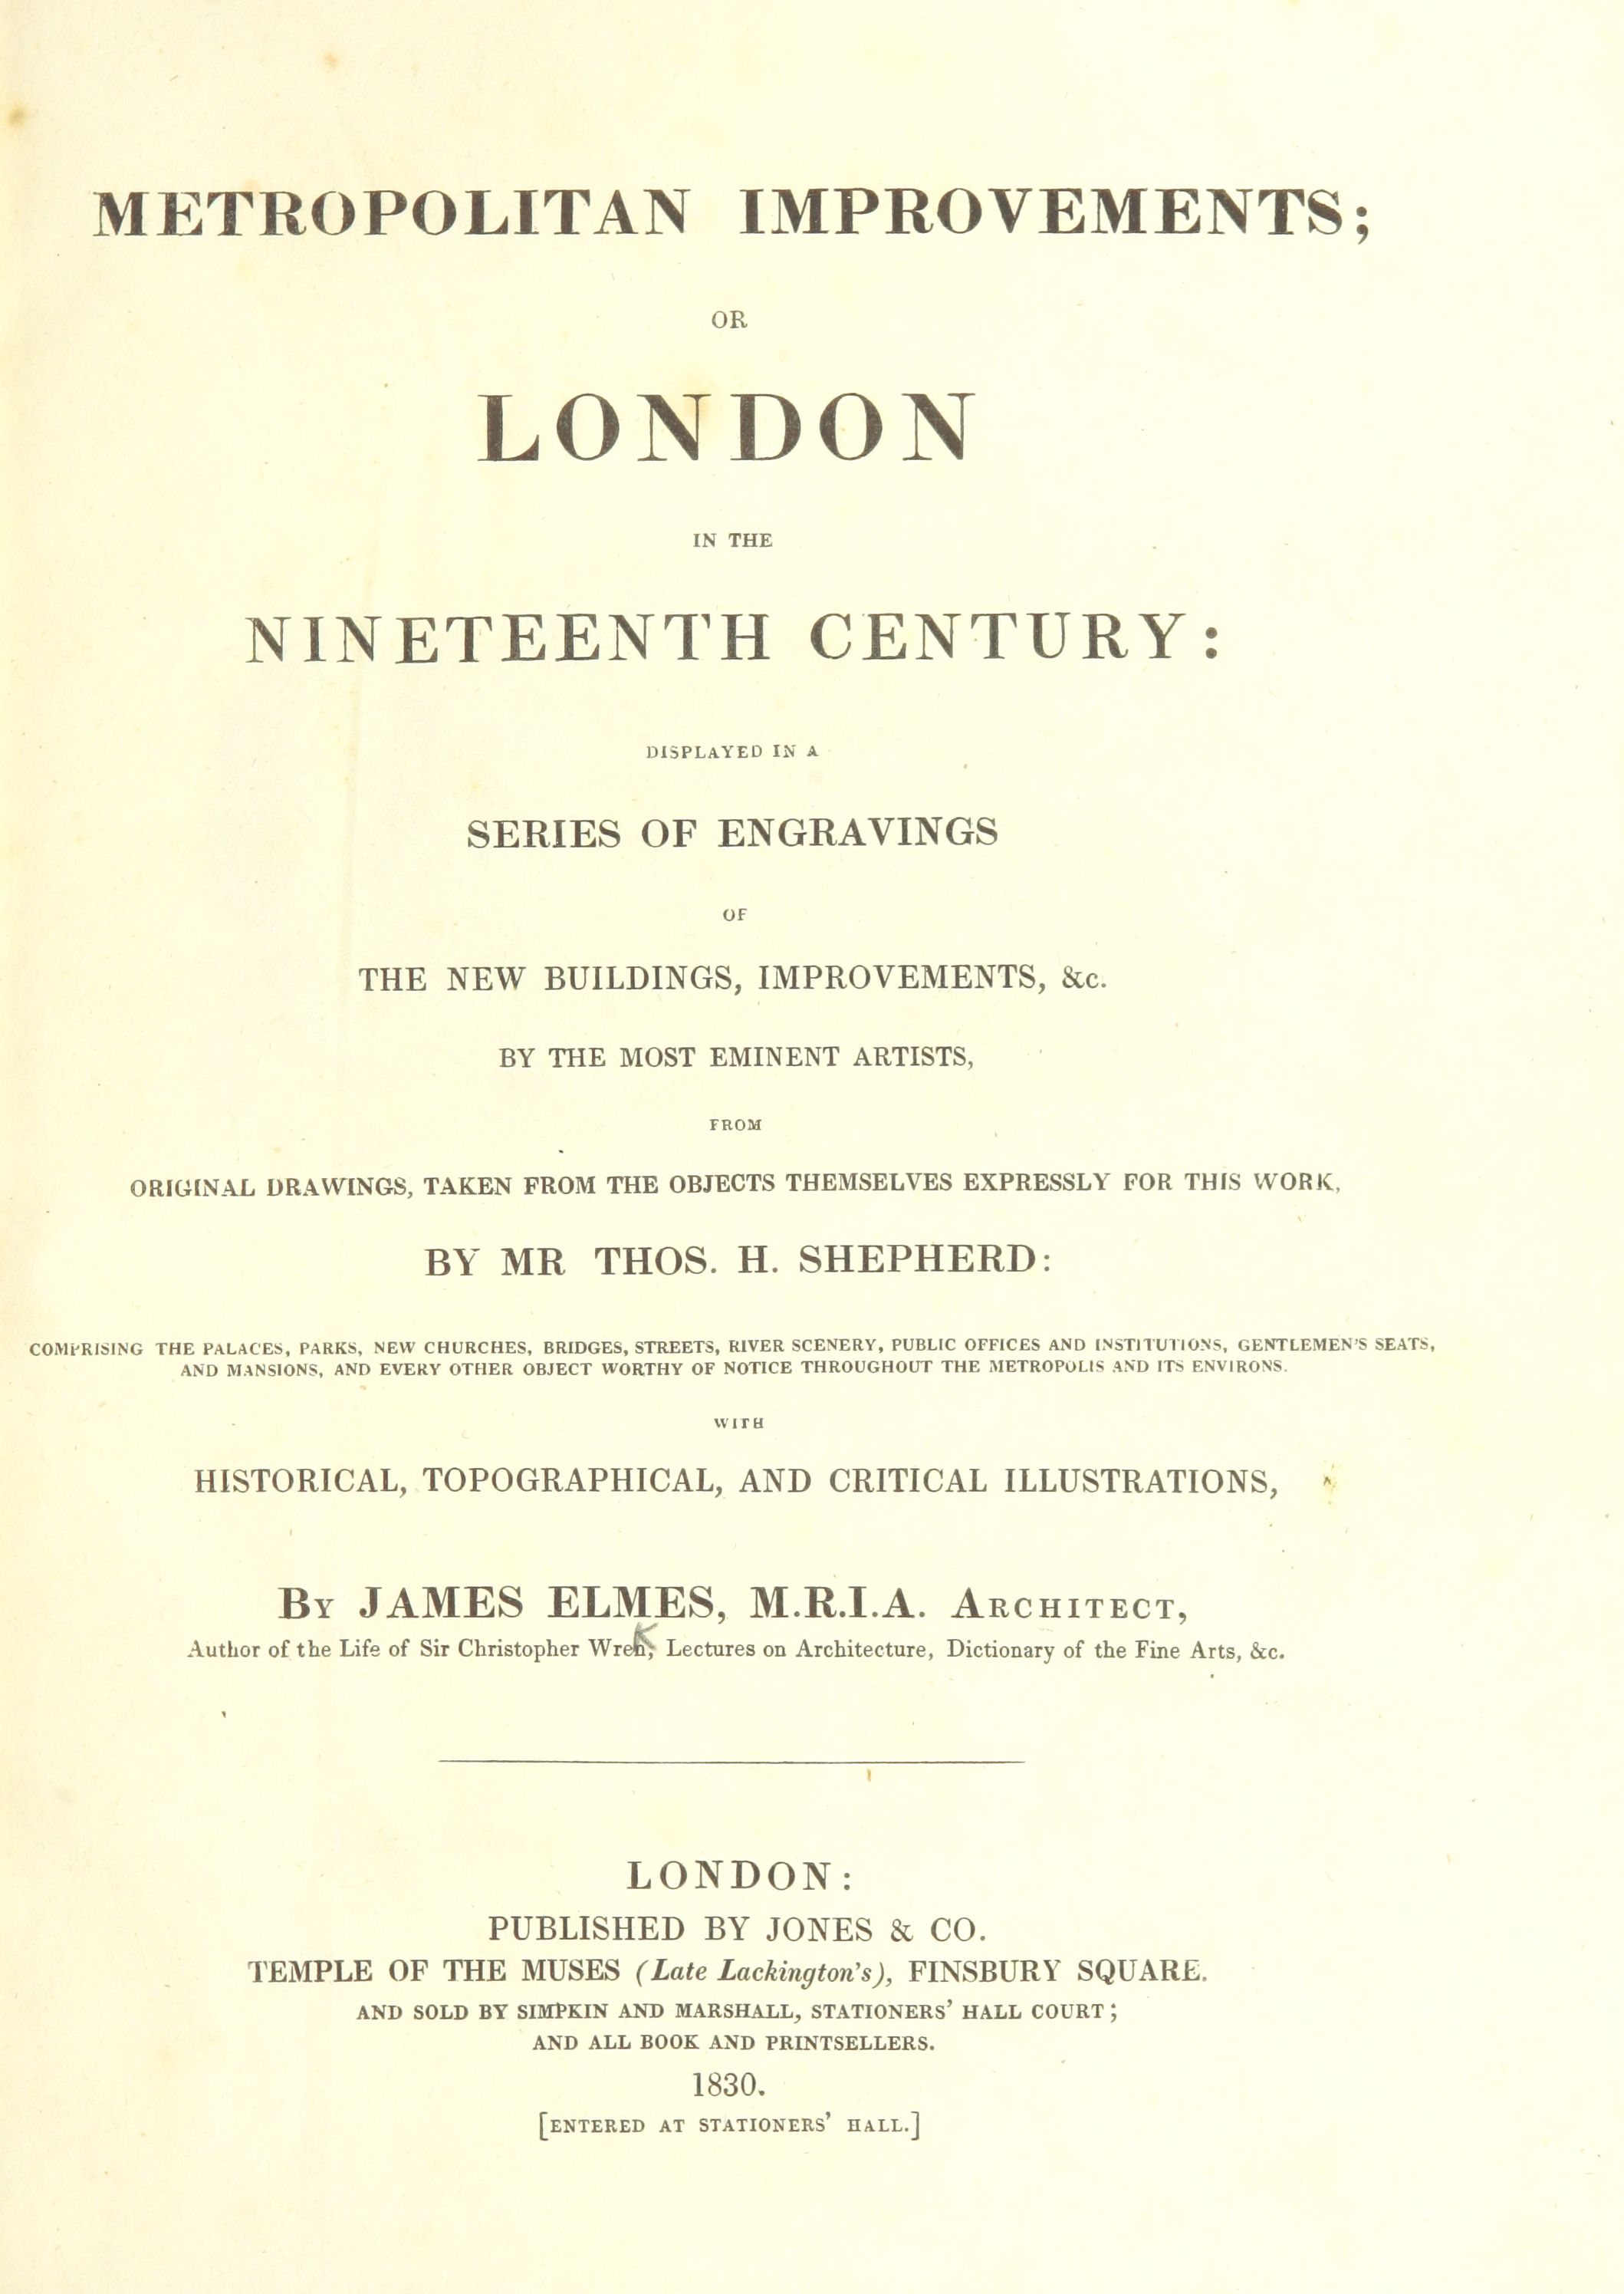 METROPOLITAN IMPROVEMENTS;
OR
LONDON
IN THE
NINETEENTH CENTURY:
DISPLAYED IN A
SERIES OF ENGRAVINGS
OF
THE NEW BUILDINGS, IMPROVEMENTS, &c.
BY THE MOST EMINENT ARTISTS,
FROM
ORIGINAL DRAWINGS, TAKEN FROM THE OBJECTS THEMSELVES EXPRESSLY FOR THIS WORK,
BY MR THOS. H. SHEPHERD:
COMPRISING THE PALACES, PARKS, NEW CHURCHES, BRIDGES, STREETS, RIVER SCENERY, PUBLIC OFFICES AND INSTITUTIONS, GENTLEMEN'S SEATS,
AND MANSIONS, AND EVERY OTHER OBJECT WORTHY OF NOTICE THROUGHOUT THE METROPOLIS AND ITS ENVIRONS.
WITH
HISTORICAL, TOPOGRAPHICAL, AND CRITICAL ILLUSTRATIONS,
By JAMES ELMES, M.R.I.A. Architect,
Author of the Life of Sir Christopher Wren, Lectures on Architecture, Dictionary of the Fine Arts, &c.
LONDON:
PUBLISHED BY JONES & CO.
TEMPLE OF THE MUSES (Late Lackington's), FINSBURY SQUARE.
AND SOLD BY SIMPKIN AND MARSHALL, STATIONERS' HALL COURT;
AND ALL BOOK AND PRINTSELLERS.
1830.
[ENTERED AT STATIONERS' HALL.]